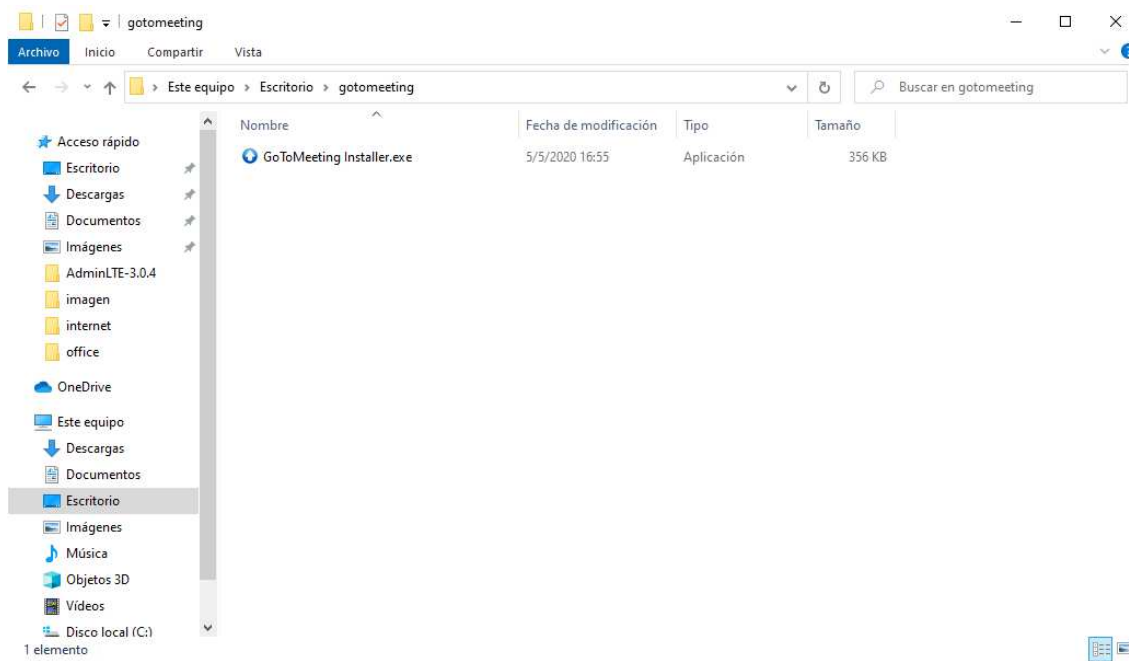 gotomeeting
Archivo Inicio Compartir Vista
Este equipo > Escritorio > gotomeeting
Buscar en gotomeeting
Nombre Fecha de modificación Tipo Tamaño
GoToMeeting Installer.exe 5/5/2020 16:55 Aplicación 356 KB
Acceso rápido
Escritorio
Descargas
Documentos
Imágenes
AdminLTE-3.0.4
imagen
internet
office
OneDrive
Este equipo
Descargas
Documentos
Escritorio
Imágenes
Música
Objetos 3D
Vídeos
Disco local (C:)
1 elemento